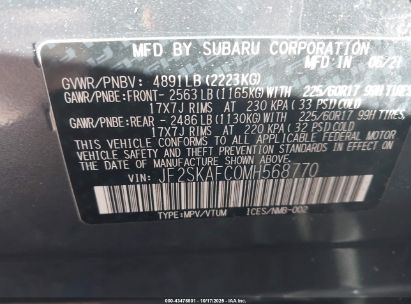 MFD BY SUBARU CORPORATION
MFD IN 06/21
GVWR/PNBV: 4891LB(2223KG)
GAWR/PNBE:FRONT- 2563LB(1165KG)WITH 225/60R17 99H TIRES
17X7J RIMS AT 230 KPA (33 PSI)COLD
GAWR/PNBE:REAR - 2486LB(1130KG)WITH 225/60R17 99H TIRES
17X7J RIMS AT 220 KPA (32 PSI)COLD
THIS VEHICLE CONFORMS TO ALL APPLICABLE FEDERAL
MOTOR VEHICLE SAFETY AND
STANDARDS IN EFFECT ON THE DATE OF
MANUFACTURE SHOWN ABOVE.
VIN: JF2SKAFC0MH568770
TYPE:MPV/VTUM ICES/NMB-002